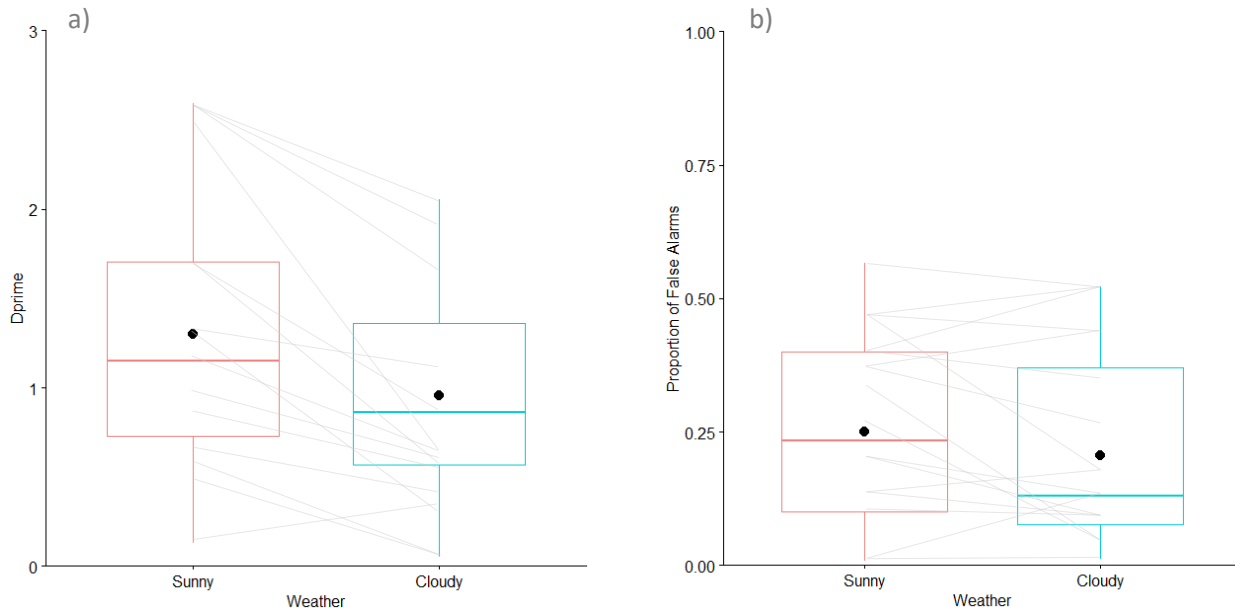 a)
3
2
1
0
Dprime
Sunny
Cloudy
Weather
b)
1.00
0.75
0.50
0.25
0.00
Proportion of False Alarms
Sunny
Cloudy
Weather